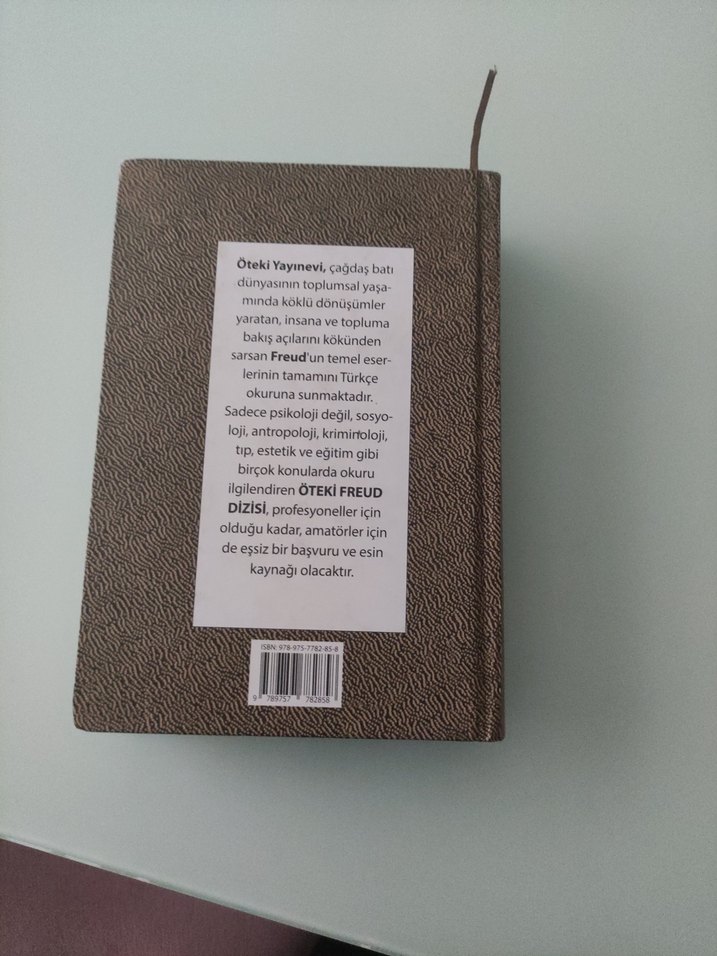 Öteki Yayınevi, çağdaş batı
dünyasının toplumsal yaşa-
mında köklü dönüşümler
yaratan, insana ve topluma
bakış açılarını kökünden
sarsan Freud'un temel eser-
lerinin tamamını Türkçe
okuruna sunmaktadır.
Sadece psikoloji değil, sosyo-
loji, antropoloji, kriminoloji,
tıp, estetik ve eğitim gibi
birçok konularda okuru
ilgilendiren ÖTEKİ FREUD
DİZİSİ, profesyoneller için
olduğu kadar, amatörler için
de eşsiz bir başvuru ve esin
kaynağı olacaktır.
ISBN: 978-975-7782-85-8
9 789757 782858